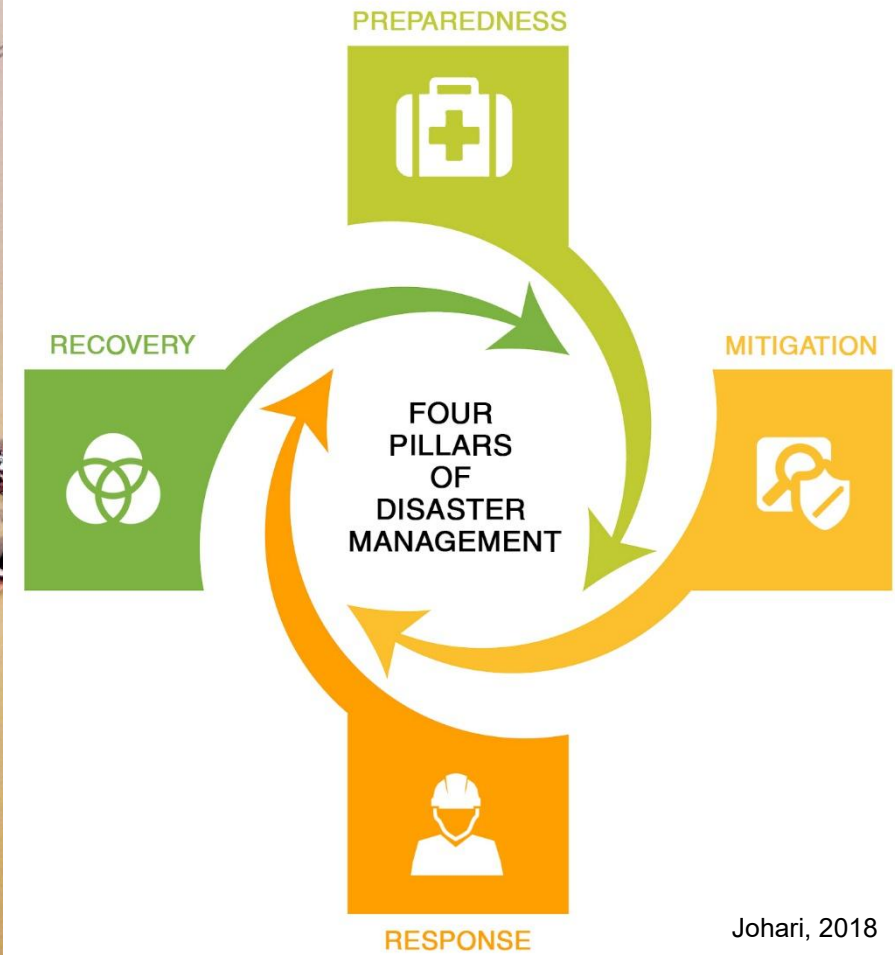 PREPAREDNESS
RECOVERY
MITIGATION
FOUR
PILLARS
OF
DISASTER
MANAGEMENT
RESPONSE
Johari, 2018